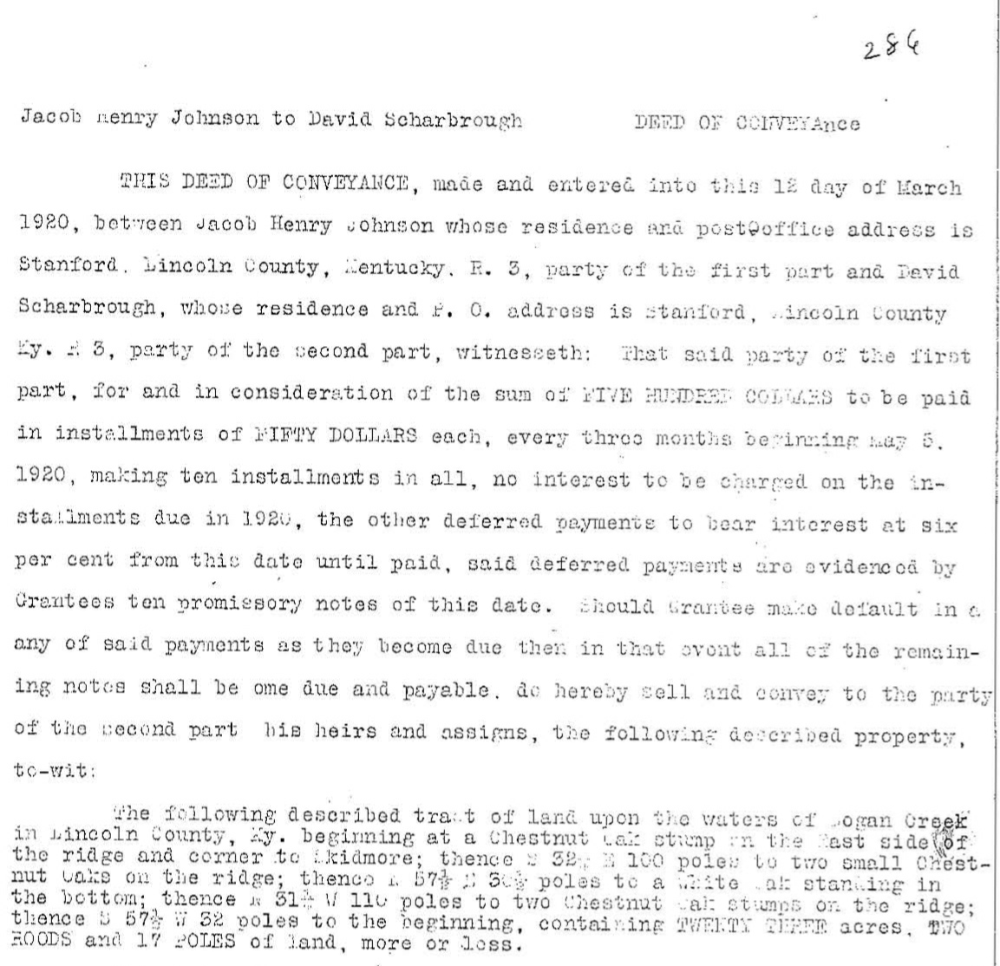 286
Jacob Henry Johnson to David Scharbrough DEED OF CONVEYAnce
THIS DEED OF CONVEYANCE, made and entered into this 12 day of March
1920, between Jacob Henry Johnson whose residence and post@office address is
Stanford. Lincoln County, Kentucky. R. 3, party of the first part and David
Scharbrough, whose residence and P. O. address is Stanford, Lincoln County
Ky. R 3, party of the second part, witnesseth: That said party of the first
part, for and in consideration of the sum of FIVE HUNDRED DOLLARS to be paid
in installments of FIFTY DOLLARS each, every three months beginning May 5.
1920, making ten installments in all, no interest to be charged on the in-
stallments due in 1920, the other deferred payments to bear interest at six
per cent from this date until paid, said deferred payments are evidenced by
Grantees ten promissory notes of this date. Should Grantee make default in a
any of said payments as they become due then in that event all of the remain-
ing notes shall be ome due and payable. do hereby sell and convey to the party
of the second part his heirs and assigns, the following described property,
to-wit:
The following described tract of land upon the waters of Logan Creek
in Lincoln County, Ky. beginning at a Chestnut Oak stump on the East side of
the ridge and corner to Skidmore; thence S 32 E 100 poles to two small Chest-
nut Oaks on the ridge; thence N 57½ E poles to a White Oak standing in
the bottom; thence N W 110 poles to two Chestnut Oak stumps on the ridge;
thence S 57½ W 32 poles to the beginning, containing TWENTY THREE acres, TWO
ROODS and 17 POLES of land, more or less.